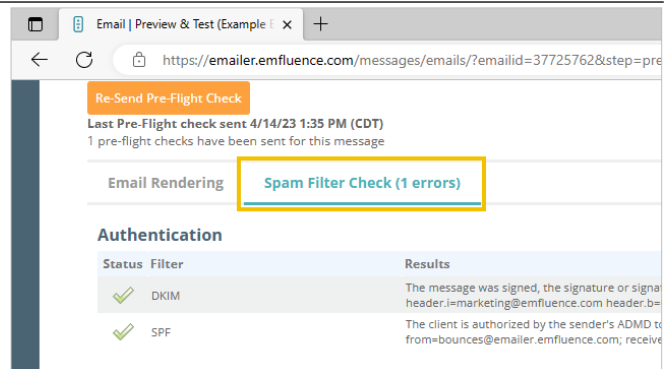 Email | Preview & Test (Example E
https://emailer.emfluence.com/messages/emails/?emailid=37725762&step=pre
Re-Send Pre-Flight Check
Last Pre-Flight check sent 4/14/23 1:35 PM (CDT)
1 pre-flight checks have been sent for this message
Email Rendering Spam Filter Check (1 errors)
Authentication
Status Filter Results
DKIM The message was signed, the signature or signa
header.i=marketing@emfluence.com header.b=
SPF The client is authorized by the sender's ADMD to
from=bounces@emailer.emfluence.com; receive